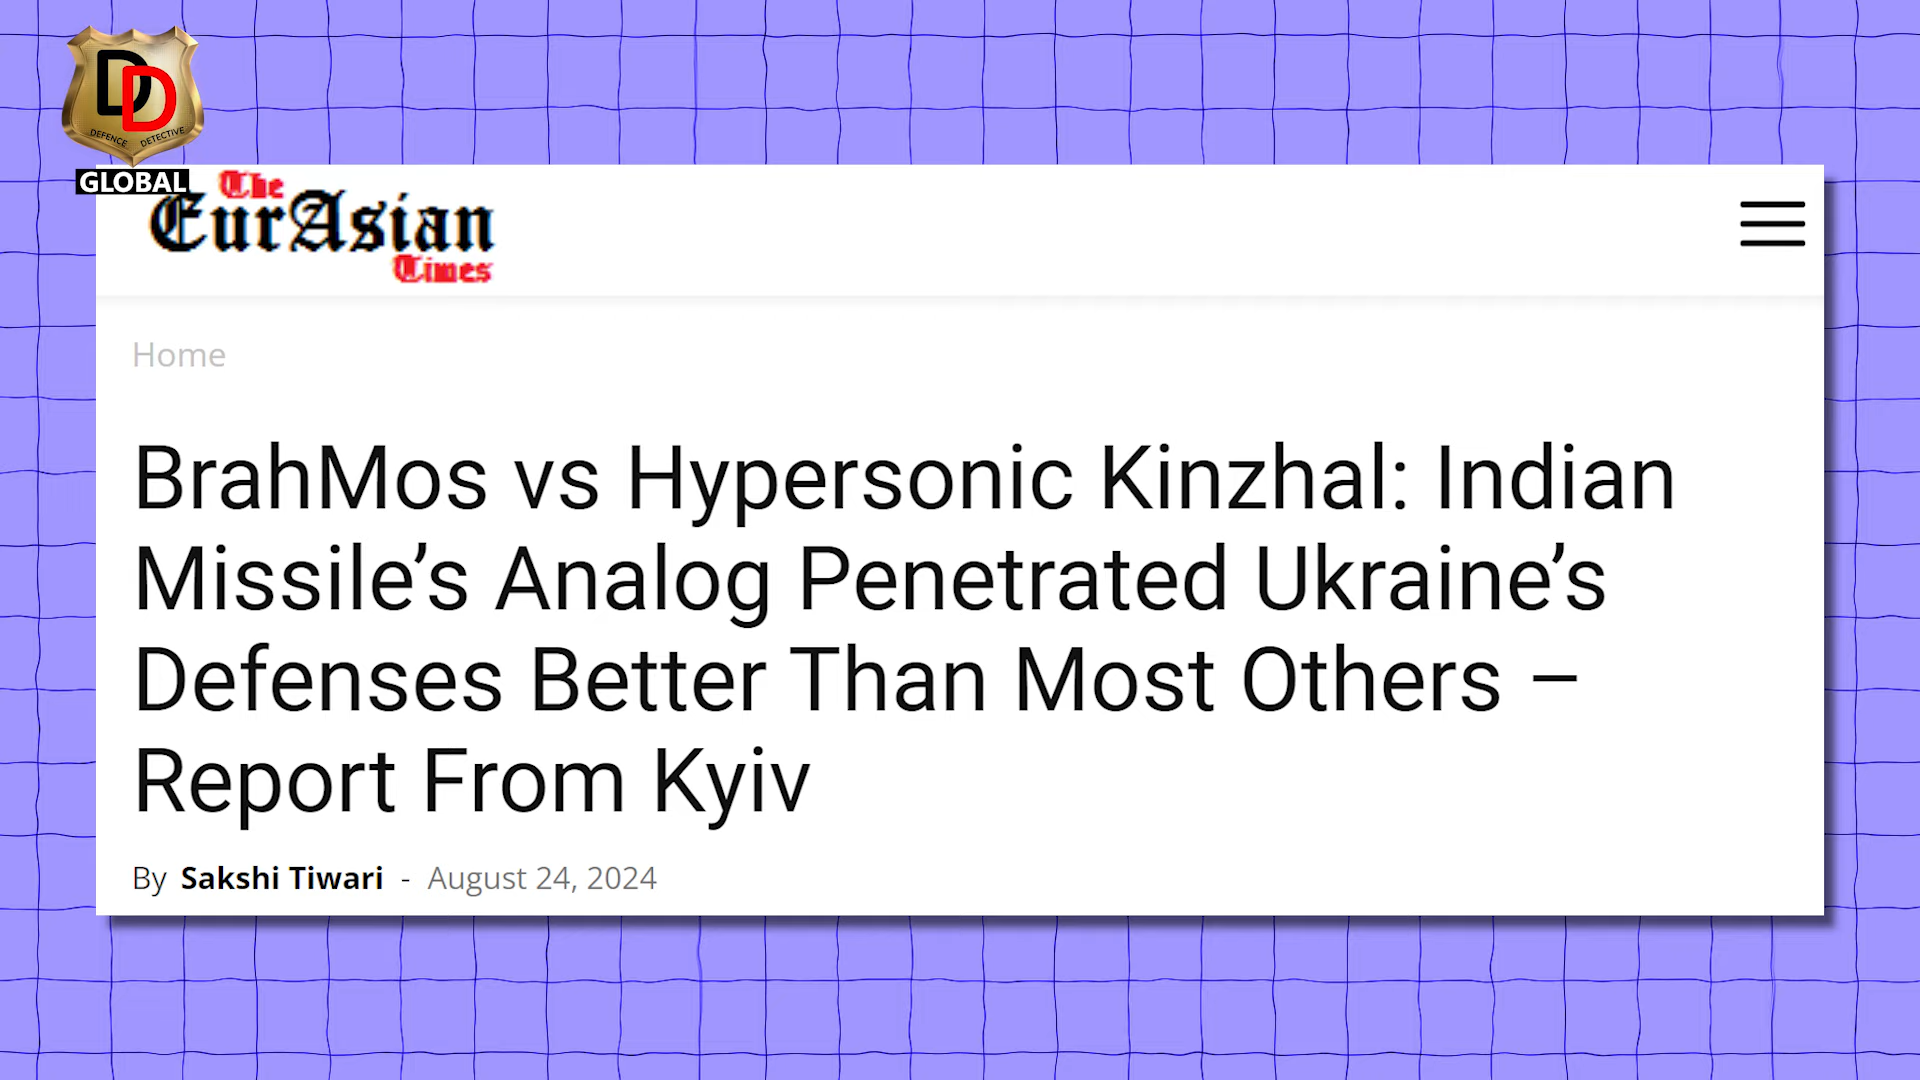 DD
DEFENCE DETECTIVE
GLOBAL
The
EurAsian
Times
Home
BrahMos vs Hypersonic Kinzhal: Indian
Missile’s Analog Penetrated Ukraine’s
Defenses Better Than Most Others –
Report From Kyiv
By Sakshi Tiwari - August 24, 2024